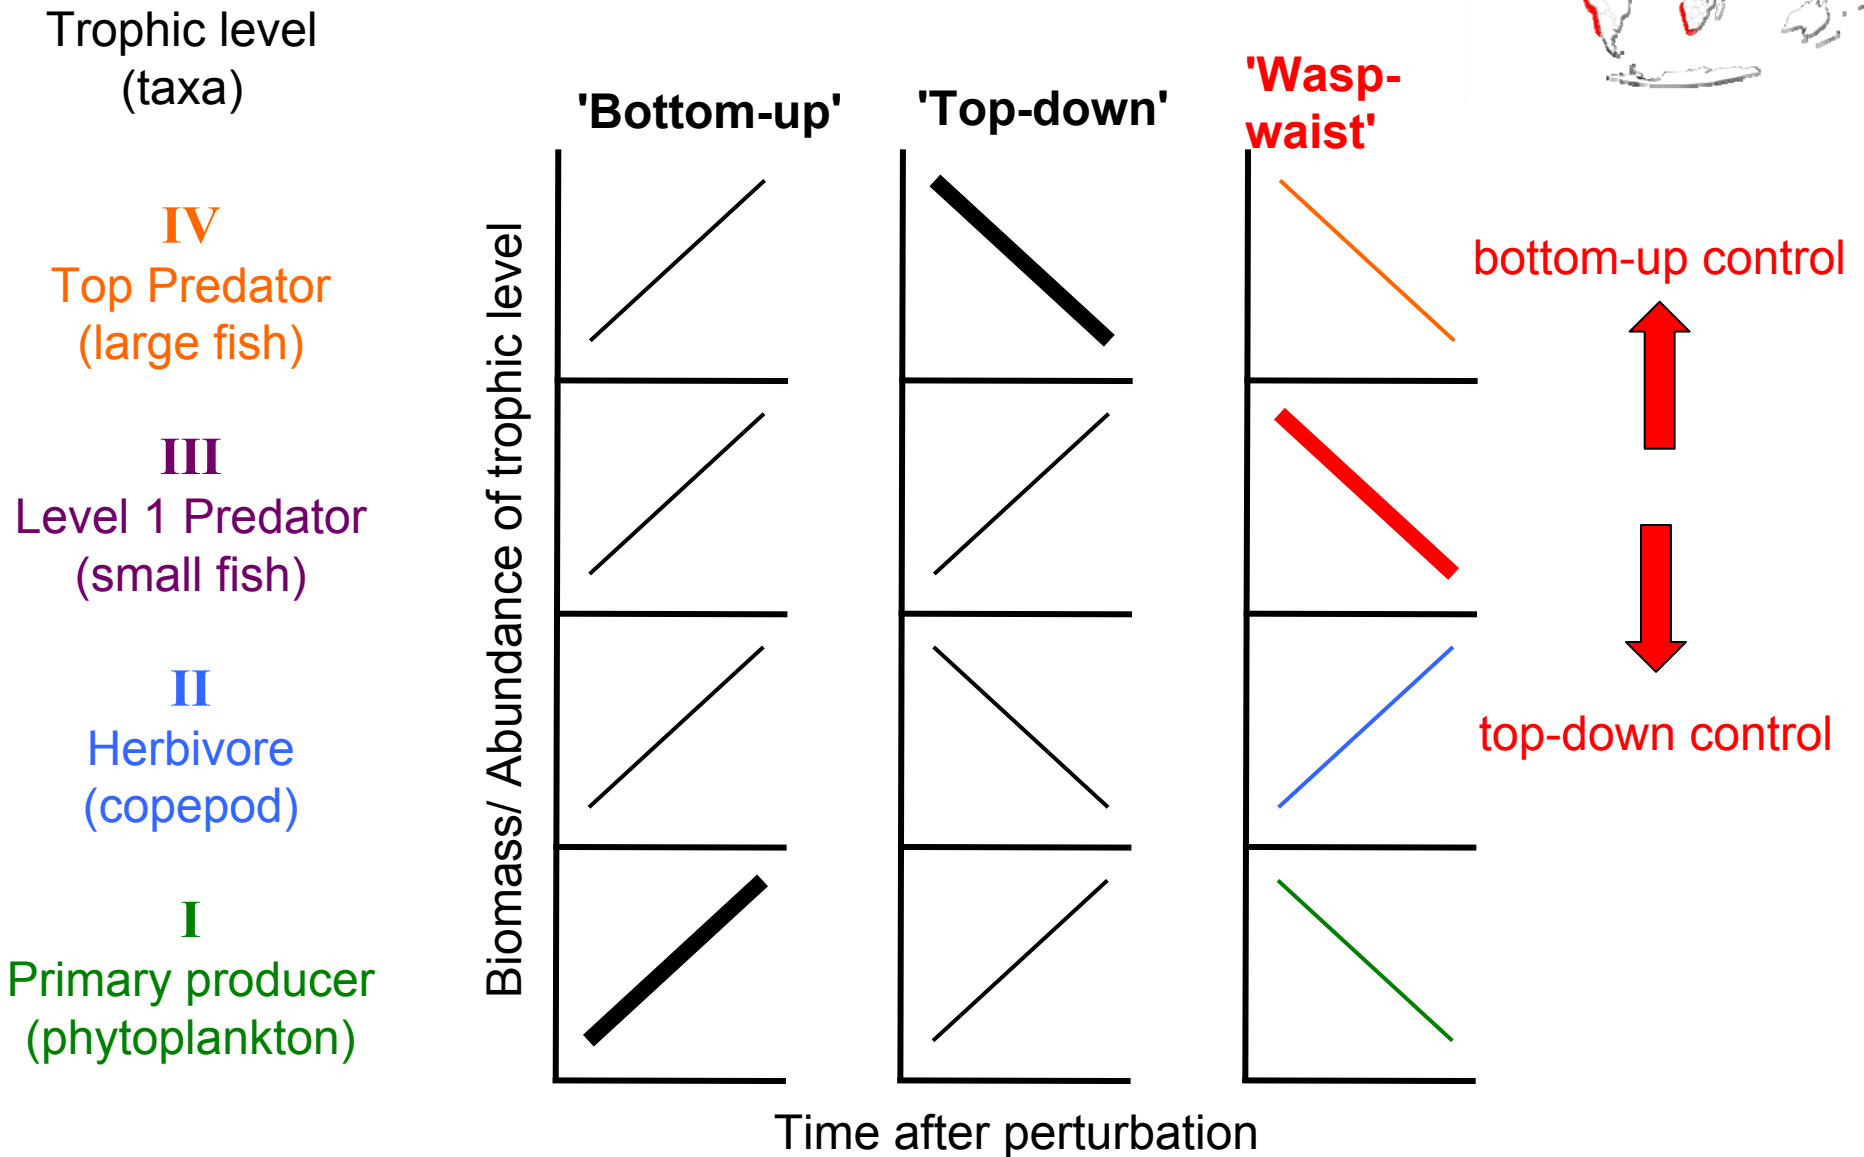 Trophic level
(taxa)
'Bottom-up'
'Top-down'
'Wasp-
waist'
IV
Top Predator
(large fish)
III
Level 1 Predator
(small fish)
II
Herbivore
(copepod)
I
Primary producer
(phytoplankton)
Biomass/ Abundance of trophic level
bottom-up control
top-down control
Time after perturbation